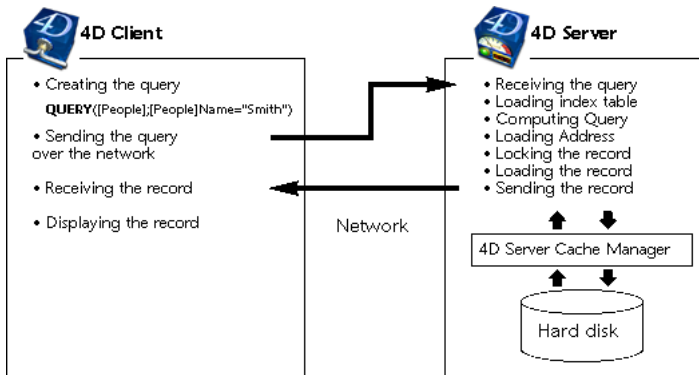 4D Client
• Creating the query
QUERY([People];[People]Name="Smith")
• Sending the query
over the network
• Receiving the record
• Displaying the record
Network
4D Server
• Receiving the query
• Loading index table
• Computing Query
• Loading Address
• Locking the record
• Loading the record
• Sending the record
4D Server Cache Manager
Hard disk